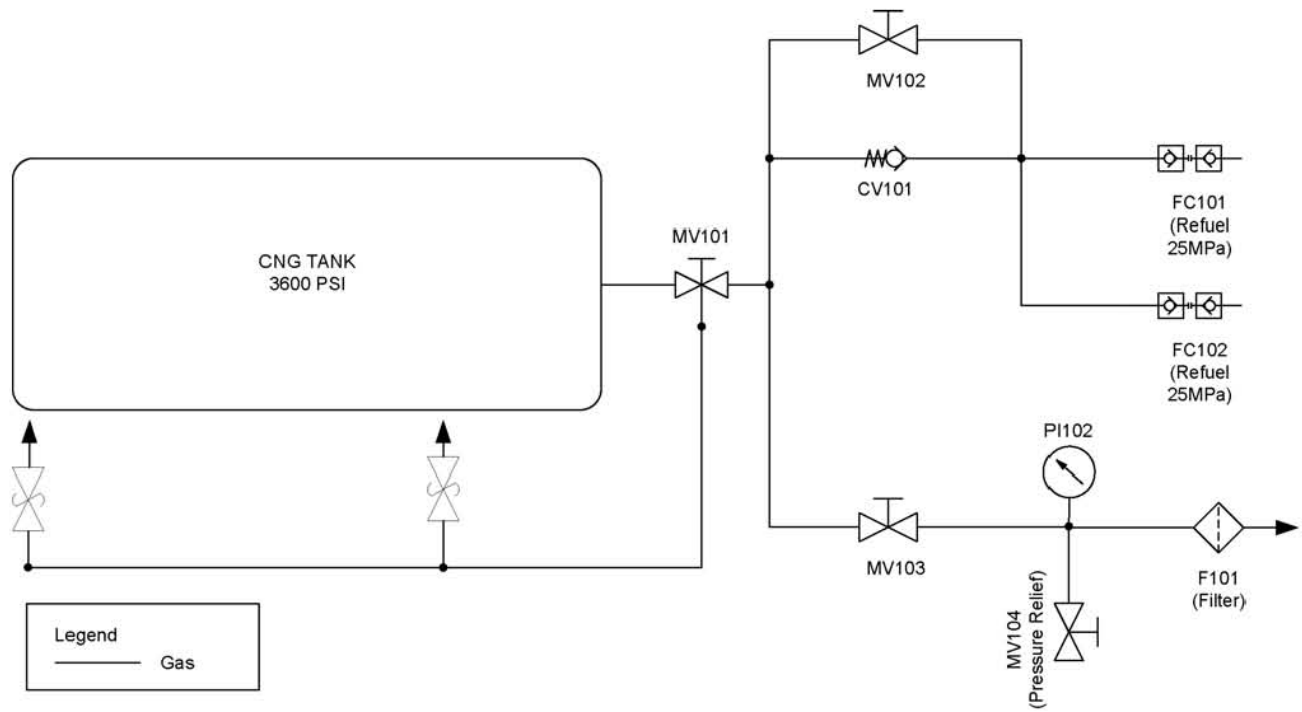 MV102
CV101
FC101
(Refuel
25MPa)
MV101
CNG TANK
3600 PSI
FC102
(Refuel
25MPa)
PI102
MV103
F101
(Filter)
MV104
(Pressure Relief)
Legend
Gas